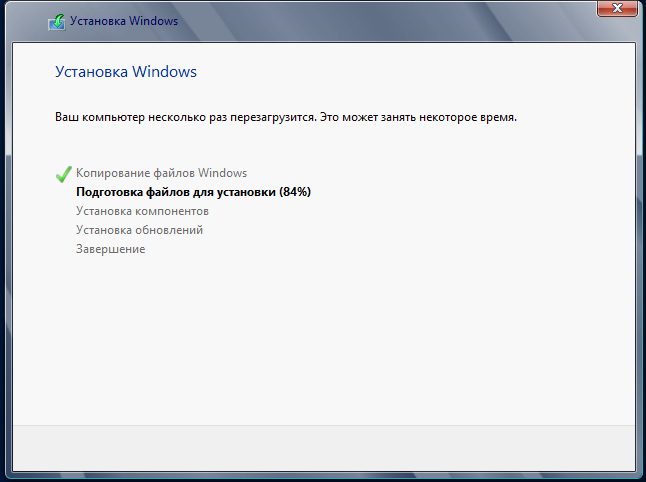 Установка Windows
Установка Windows
Ваш компьютер несколько раз перезагрузится. Это может занять некоторое время.
Копирование файлов Windows
Подготовка файлов для установки (84%)
Установка компонентов
Установка обновлений
Завершение